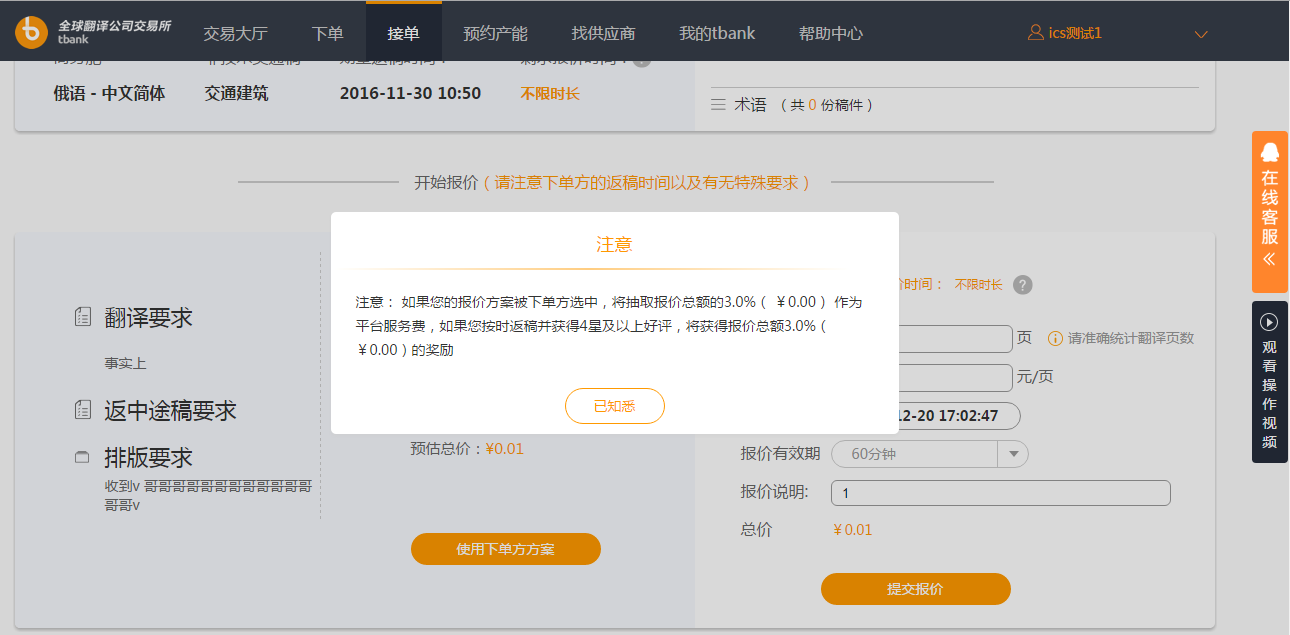 全球翻译公司交易所
tbank
交易大厅 下单 接单 预约产能 找供应商 我的tbank 帮助中心 ics测试1
俄语 - 中文简体 交通建筑 2016-11-30 10:50 不限时长
术语 （ 共 0 份稿件 ）
开始报价（ 请注意下单方的返稿时间以及有无特殊要求 ）
注意
注意： 如果您的报价方案被下单方选中，将抽取报价总额的3.0%（ ￥0.00 ） 作为
平台服务费，如果您按时返稿并获得4星及以上好评，将获得报价总额3.0%（
￥0.00 ）的奖励
已知悉
翻译要求
事实上
返中途稿要求
排版要求
收到v 哥哥哥哥哥哥哥哥哥哥哥哥
哥哥v
预估总价：¥0.01
使用下单方方案
价时间： 不限时长 ?
页 请准确统计翻译页数
元/页
12-20 17:02:47
报价有效期 60分钟
报价说明: 1
总价 ￥0.01
提交报价
在线客服
观看操作视频